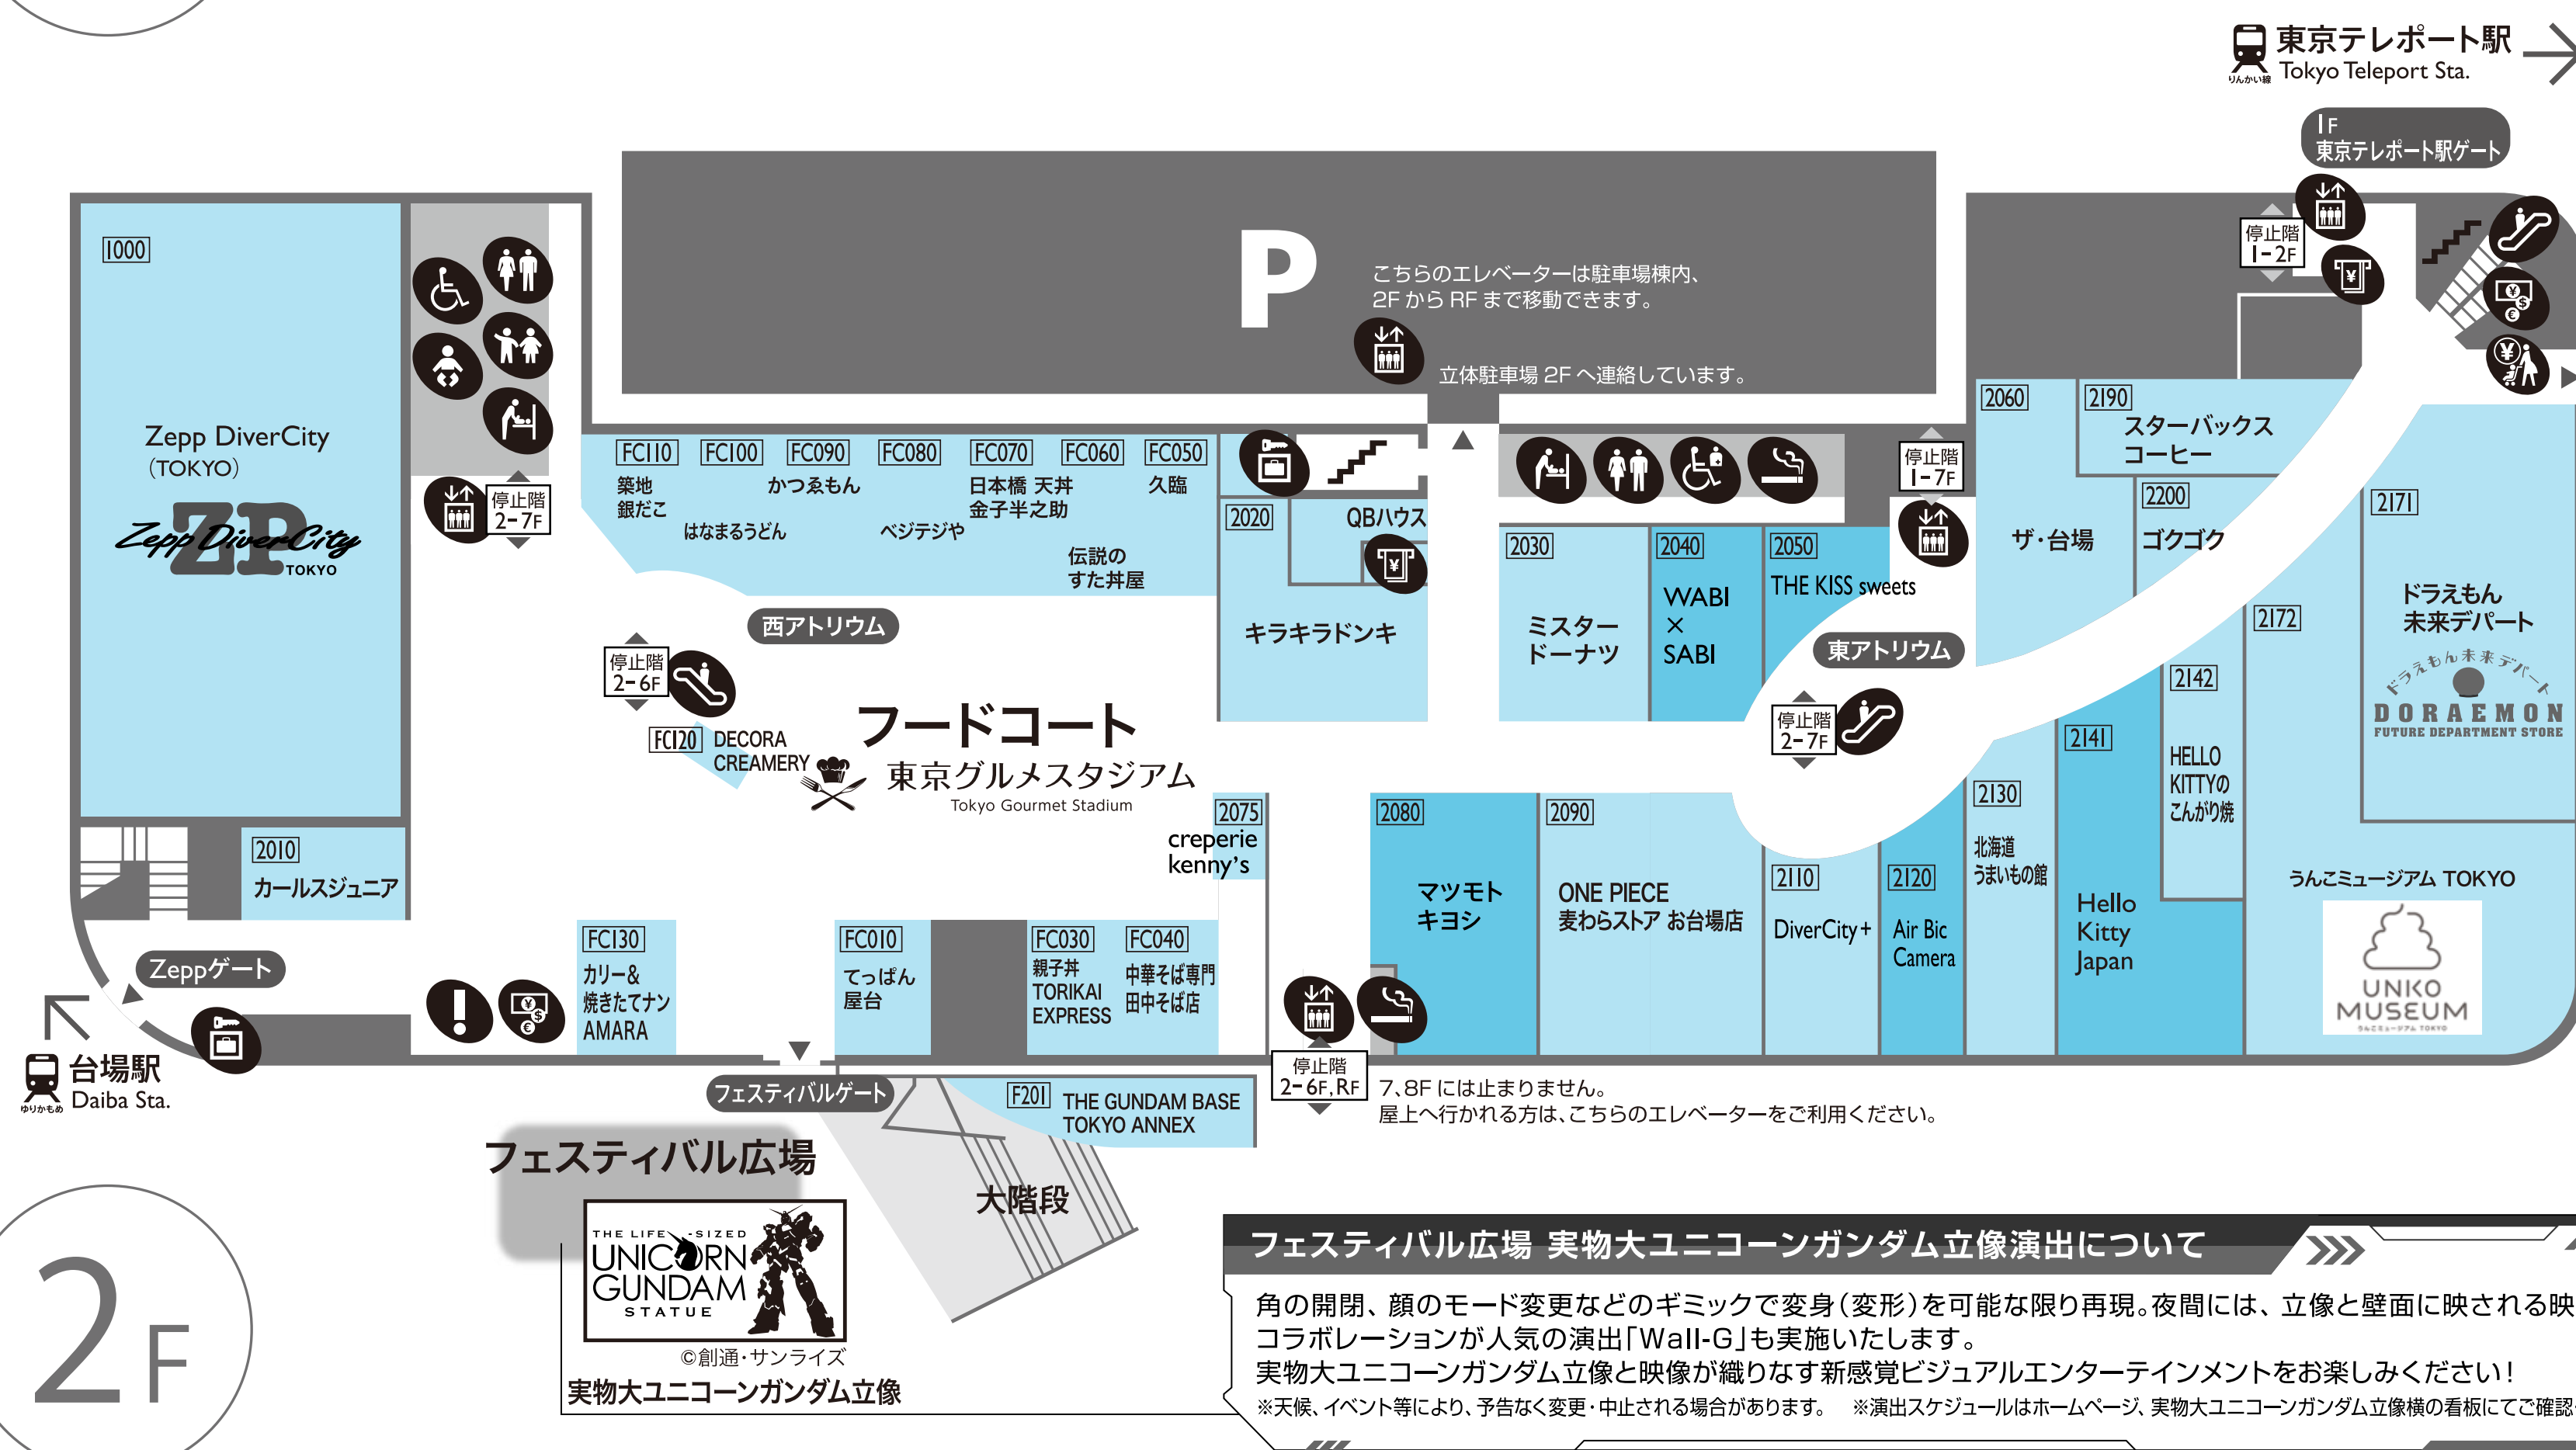 東京テレポート駅
りんかい線
Tokyo Teleport Sta.
1F
東京テレポート駅ゲート
停止階
1-2F
1000
Zepp DiverCity
(TOKYO)
ZP
Zepp DiverCity
TOKYO
停止階
2-7F
P
こちらのエレベーターは駐車場棟内、
2F から RF まで移動できます。
立体駐車場 2F へ連絡しています。
FC110
築地
銀だこ
FC100
はなまるうどん
FC090
かつゑもん
FC080
ベジテジや
FC070
日本橋 天丼
金子半之助
FC060
伝説の
すた丼屋
FC050
久臨
2020
キラキラドンキ
QBハウス
2030
ミスター
ドーナツ
2040
WABI
×
SABI
2050
THE KISS sweets
停止階
1-7F
2060
ザ・台場
2190
スターバックス
コーヒー
2200
ゴクゴク
2171
ドラえもん
未来デパート
ドラえもん未来デパート
DORAEMON
FUTURE DEPARTMENT STORE
2172
うんこミュージアム TOKYO
UNKO
MUSEUM
うんこミュージアム TOKYO
2142
HELLO
KITTYの
こんがり焼
2141
Hello
Kitty
Japan
2130
北海道
うまいもの館
西アトリウム
停止階
2-6F
FC120
DECORA
CREAMERY
フードコート
東京グルメスタジアム
Tokyo Gourmet Stadium
東アトリウム
停止階
2-7F
2075
creperie
kenny's
2080
マツモト
キヨシ
2090
ONE PIECE
麦わらストア お台場店
2110
DiverCity+
2120
Air Bic
Camera
2010
カールスジュニア
Zeppゲート
台場駅
ゆりかもめ
Daiba Sta.
FC130
カリー&
焼きたてナン
AMARA
FC010
てっぱん
屋台
FC030
親子丼
TORIKAI
EXPRESS
FC040
中華そば専門
田中そば店
フェスティバルゲート
F201
THE GUNDAM BASE
TOKYO ANNEX
停止階
2-6F,RF
7、8F には止まりません。
屋上へ行かれる方は、こちらのエレベーターをご利用ください。
フェスティバル広場
大階段
THE LIFE-SIZED
UNICORN
GUNDAM
STATUE
©創通・サンライズ
実物大ユニコーンガンダム立像
2F
フェスティバル広場 実物大ユニコーンガンダム立像演出について
角の開閉、顔のモード変更などのギミックで変身(変形)を可能な限り再現。夜間には、立像と壁面に映される映
コラボレーションが人気の演出「Wall-G」も実施いたします。
実物大ユニコーンガンダム立像と映像が織りなす新感覚ビジュアルエンターテインメントをお楽しみください!
※天候、イベント等により、予告なく変更・中止される場合があります。 ※演出スケジュールはホームページ、実物大ユニコーンガンダム立像横の看板にてご確認